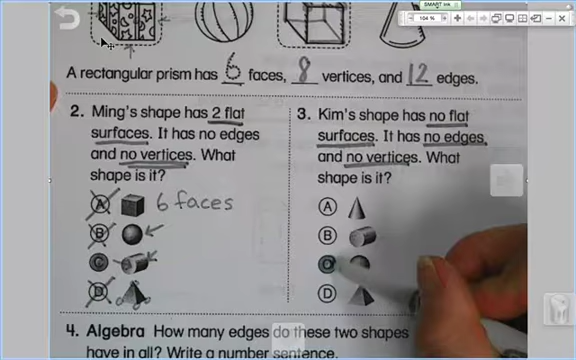 SMART Ink
104 %
A rectangular prism has 6 faces, 8 vertices, and 12 edges.
2. Ming's shape has 2 flat
surfaces. It has no edges
and no vertices. What
shape is it?
A 6 faces
B
C
D
3. Kim's shape has no flat
surfaces. It has no edges,
and no vertices. What
shape is it?
A
B
C
D
4. Algebra How many edges do these two shapes
have in all? Write a number sentence.